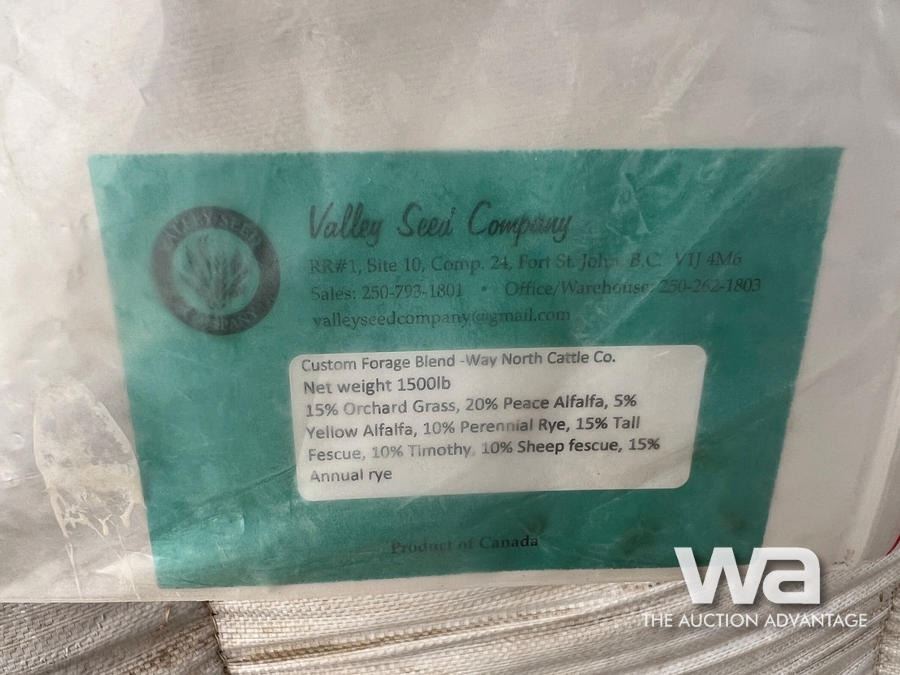 VALLEY SEED
COMPANY
Valley Seed Company
RR#1, Site 10, Comp. 24, Fort St. John, B.C. V1J 4M6
Sales: 250-793-1801 • Office/Warehouse: 250-262-1803
valleyseedcompany@gmail.com
Custom Forage Blend -Way North Cattle Co.
Net weight 1500lb
15% Orchard Grass, 20% Peace Alfalfa, 5%
Yellow Alfalfa, 10% Perennial Rye, 15% Tall
Fescue, 10% Timothy, 10% Sheep fescue, 15%
Annual rye
Product of Canada
wa
THE AUCTION ADVANTAGE